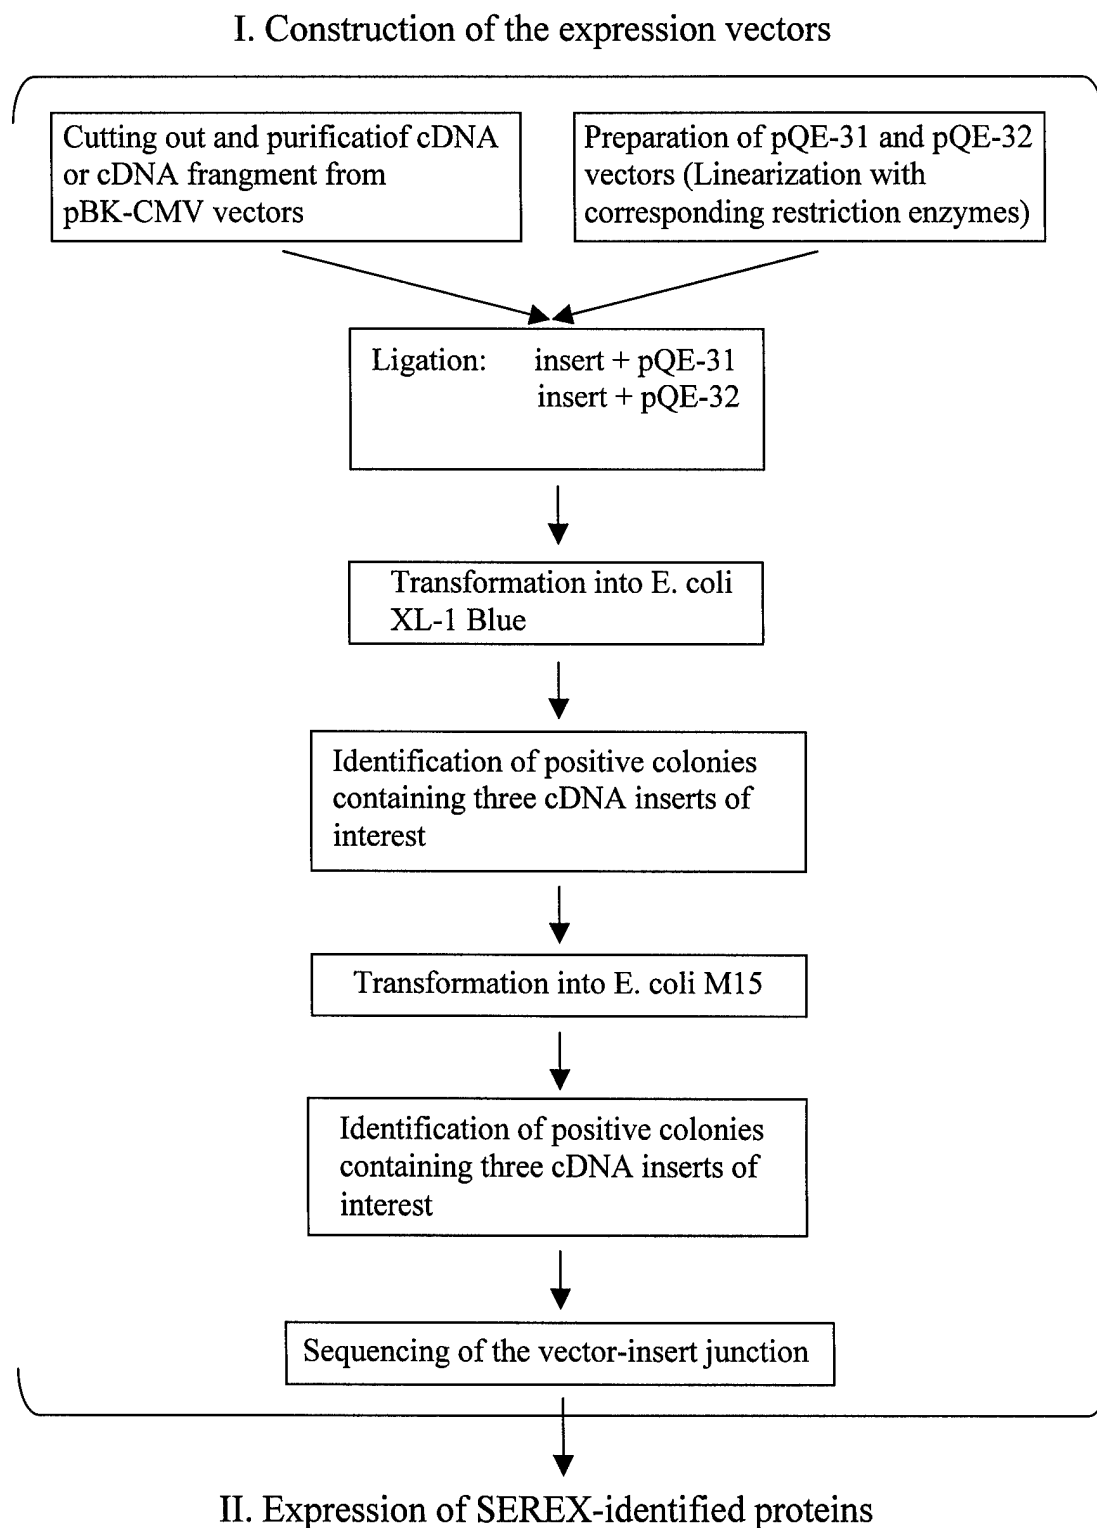 I. Construction of the expression vectors
Cutting out and purificatiof cDNA
or cDNA frangment from
pBK-CMV vectors
Preparation of pQE-31 and pQE-32
vectors (Linearization with
corresponding restriction enzymes)
Ligation: insert + pQE-31
insert + pQE-32
Transformation into E. coli
XL-1 Blue
Identification of positive colonies
containing three cDNA inserts of
interest
Transformation into E. coli M15
Identification of positive colonies
containing three cDNA inserts of
interest
Sequencing of the vector-insert junction
II. Expression of SEREX-identified proteins